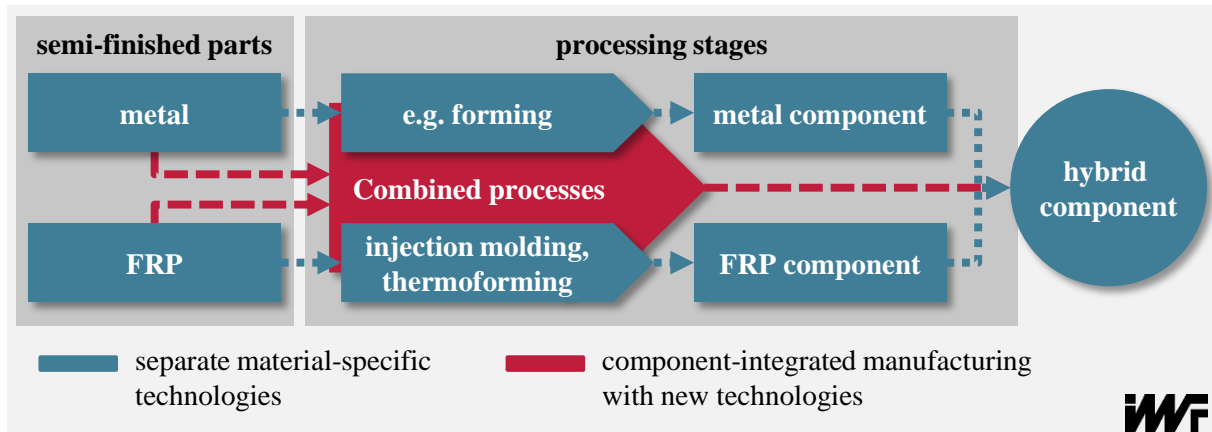 semi-finished parts
processing stages
metal
e.g. forming
metal component
Combined processes
hybrid
component
FRP
injection molding,
thermoforming
FRP component
separate material-specific
technologies
component-integrated manufacturing
with new technologies
iWF